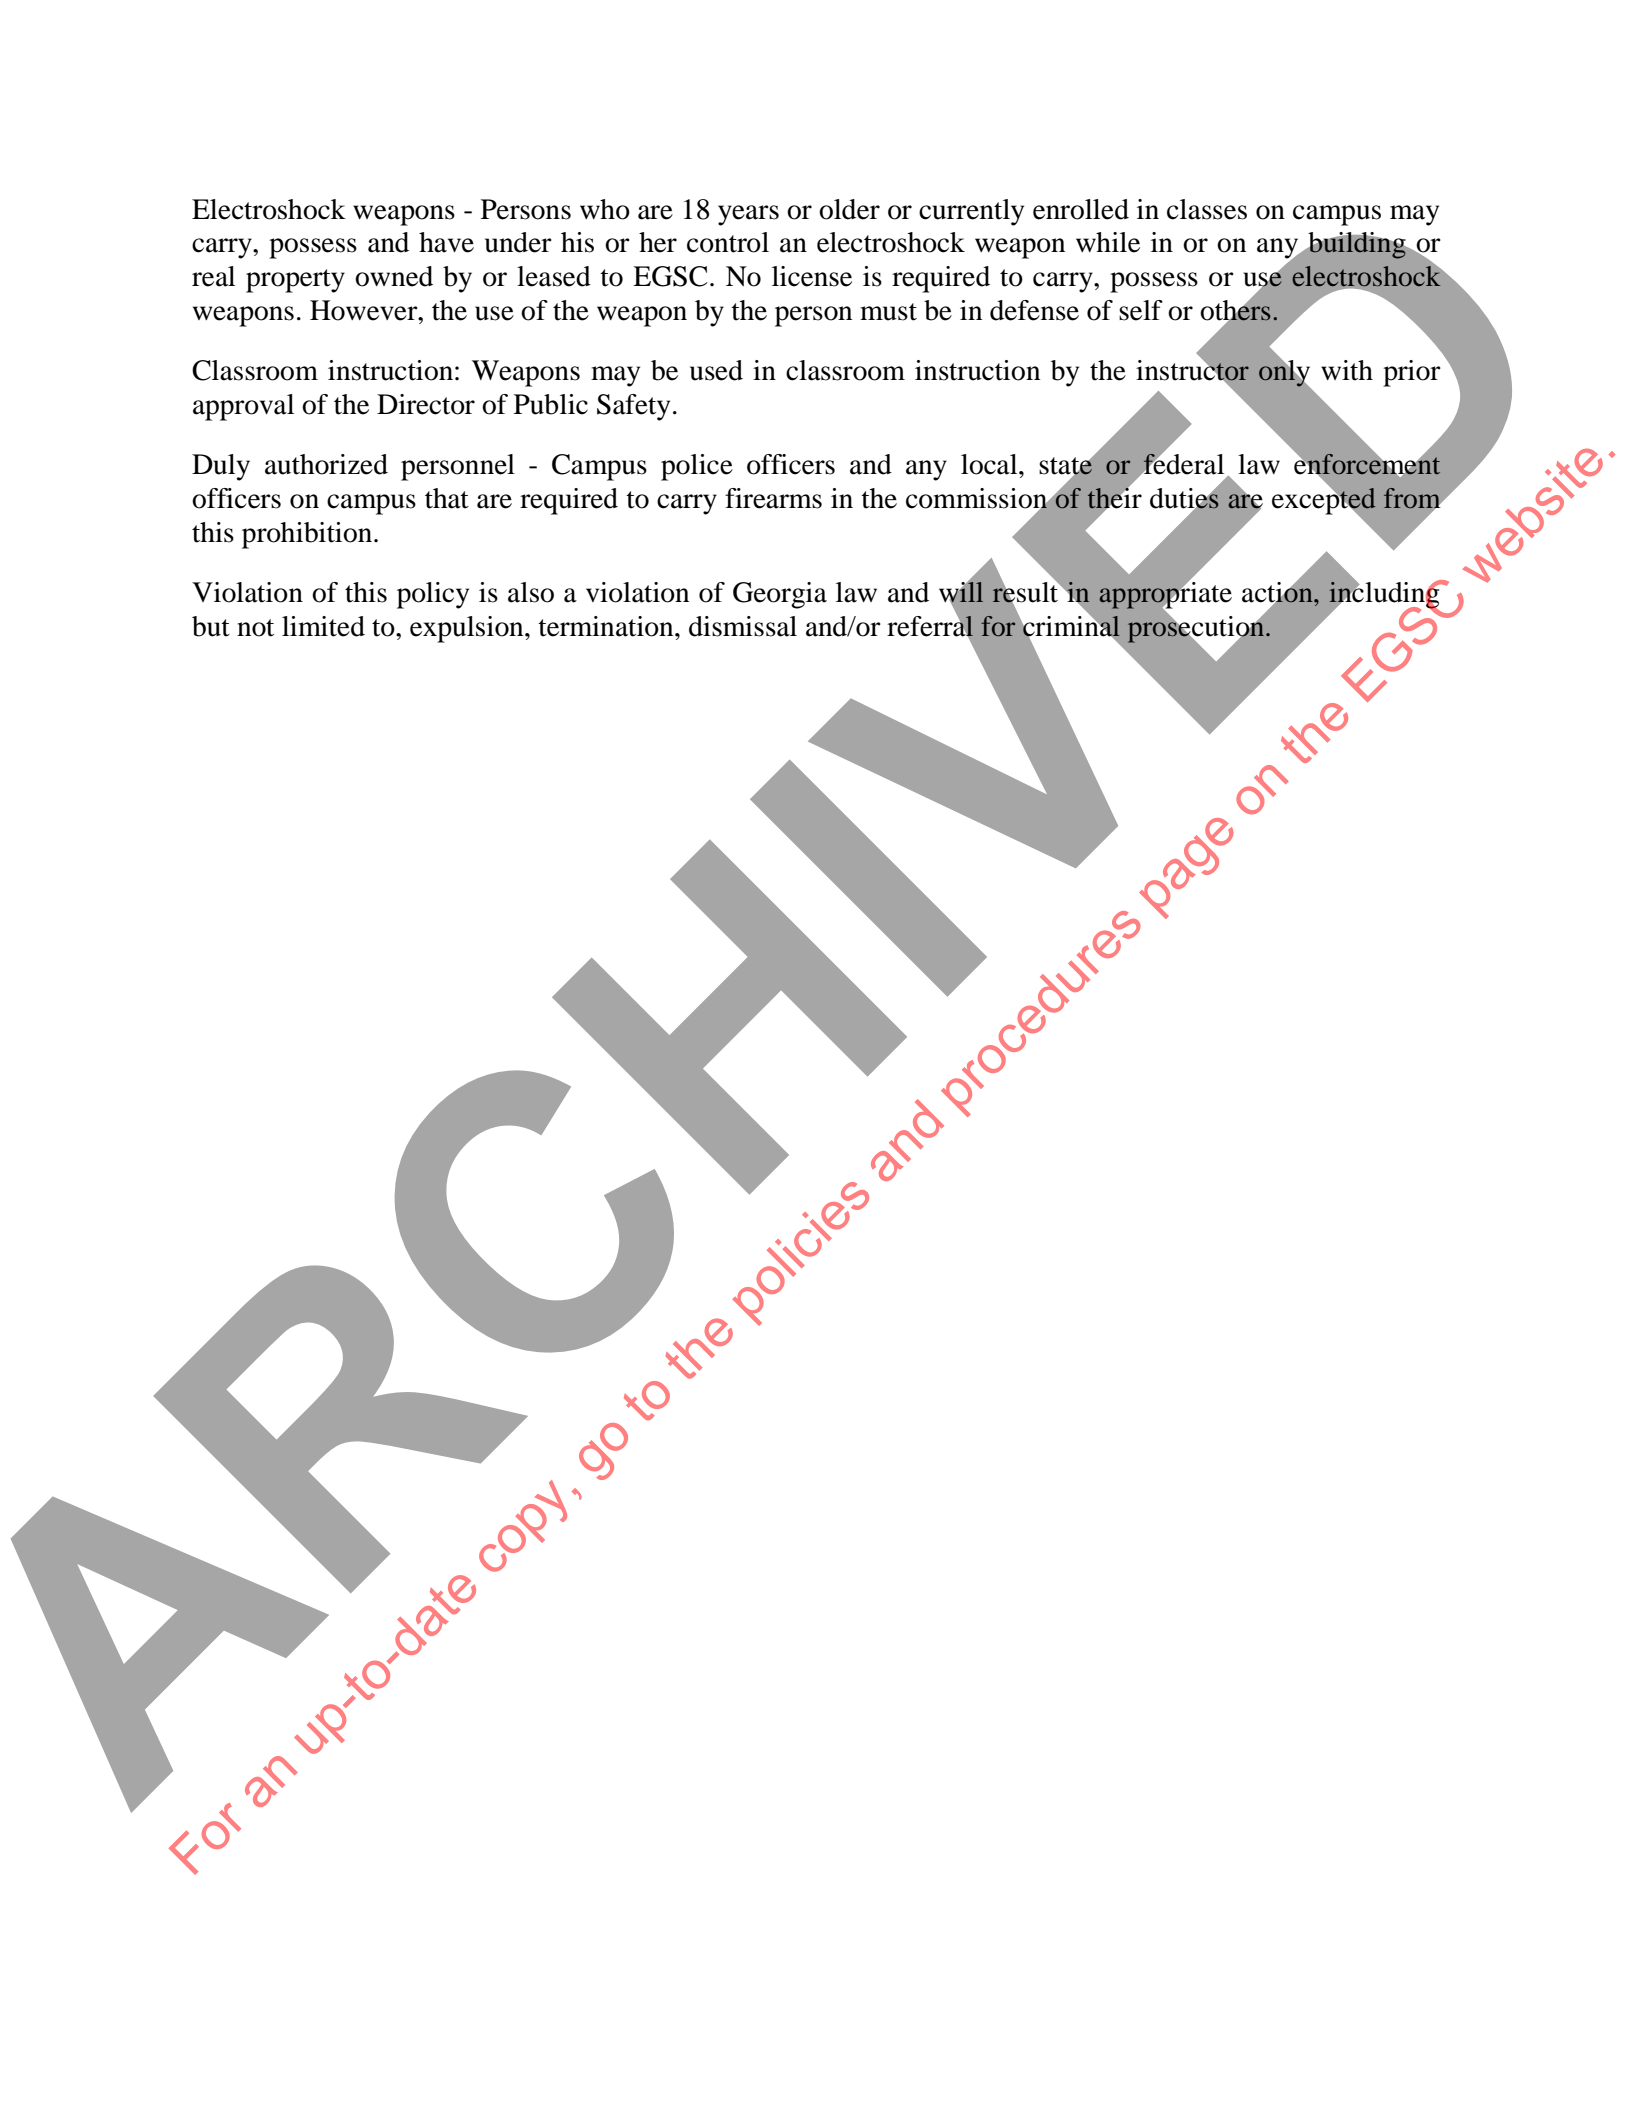 Electroshock weapons - Persons who are 18 years or older or currently enrolled in classes on campus may
carry, possess and have under his or her control an electroshock weapon while in or on any building or
real property owned by or leased to EGSC. No license is required to carry, possess or use electroshock
weapons. However, the use of the weapon by the person must be in defense of self or others.
Classroom instruction: Weapons may be used in classroom instruction by the instructor only with prior
approval of the Director of Public Safety.
Duly authorized personnel - Campus police officers and any local, state or federal law enforcement
officers on campus that are required to carry firearms in the commission of their duties are excepted from
this prohibition.
Violation of this policy is also a violation of Georgia law and will result in appropriate action, including
but not limited to, expulsion, termination, dismissal and/or referral for criminal prosecution.
ARCHIVED
For an up-to-date copy, go to the policies and procedures page on the EGSC website.